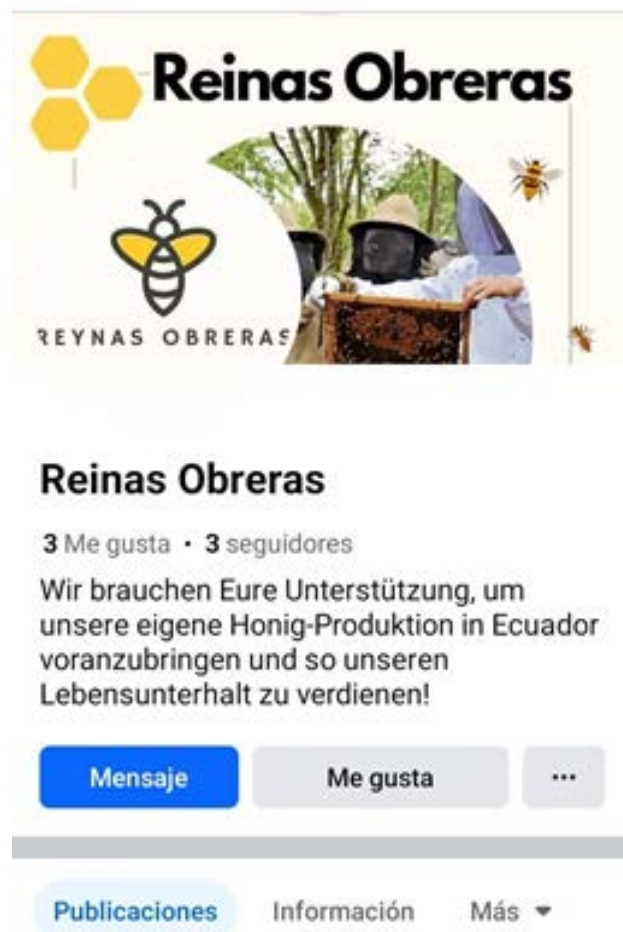 Reinas Obreras
REYNAS OBRERAS
Reinas Obreras
3 Me gusta • 3 seguidores
Wir brauchen Eure Unterstützung, um
unsere eigene Honig-Produktion in Ecuador
voranzubringen und so unseren
Lebensunterhalt zu verdienen!
Mensaje
Me gusta
Publicaciones
Información
Más